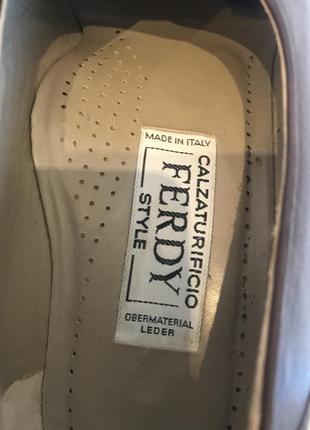 MADE IN ITALY
CALZATURIFICIO
FERDY
STYLE
OBERMATERIAL
LEDER